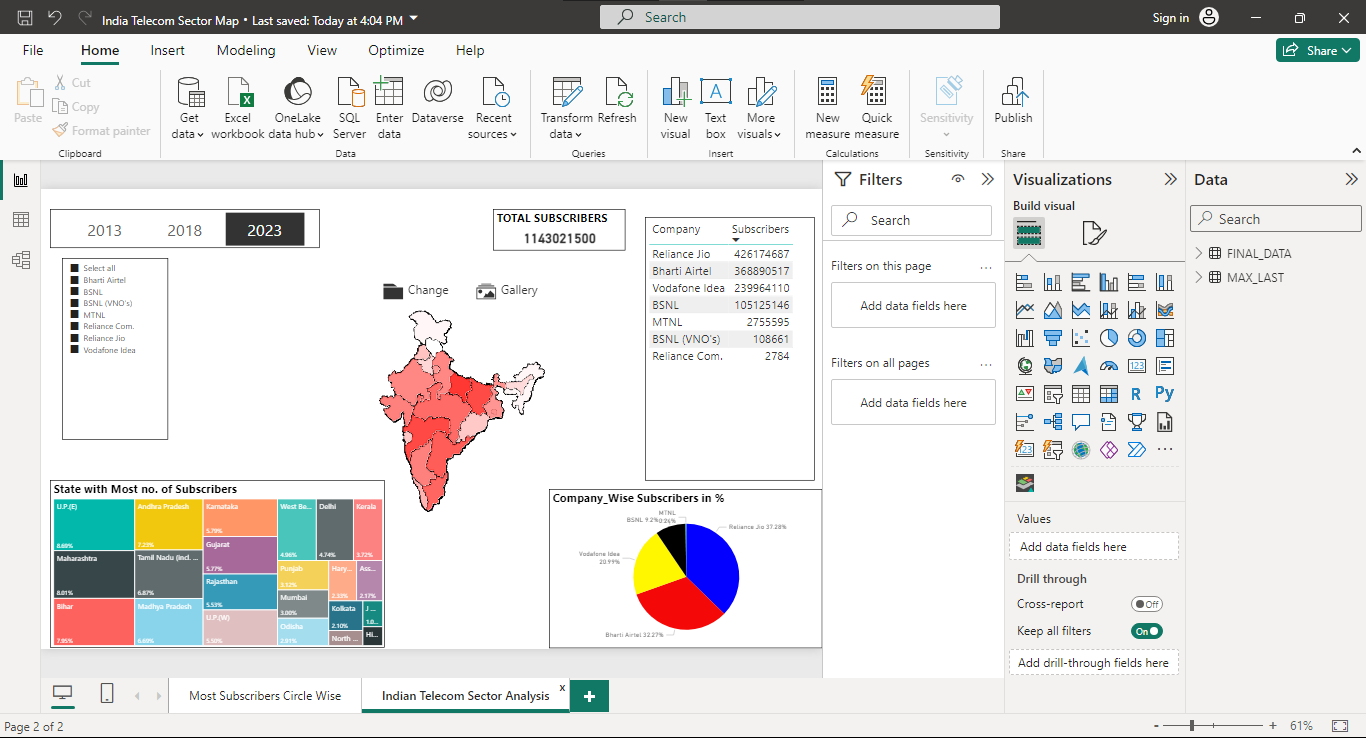 India Telecom Sector Map • Last saved: Today at 4:04 PM
Search
Sign in
File Home Insert Modeling View Optimize Help
Share
Paste
Cut
Copy
Format painter
Clipboard
Get data
Excel workbook
OneLake data hub
SQL Server
Enter data
Dataverse
Recent sources
Data
Transform data
Refresh
Queries
New visual
Text box
More visuals
Insert
New measure
Quick measure
Calculations
Sensitivity
Sensitivity
Publish
Share
2013 2018 2023
Select all
Bharti Airtel
BSNL
BSNL (VNO's)
MTNL
Reliance Com.
Reliance Jio
Vodafone Idea
TOTAL SUBSCRIBERS
1143021500
Change
Gallery
Company Subscribers
Reliance Jio 426174687
Bharti Airtel 368890517
Vodafone Idea 239964110
BSNL 105125146
MTNL 2755595
BSNL (VNO's) 108661
Reliance Com. 2784
State with Most no. of Subscribers
U.P.(E)
8.69%
Maharashtra
8.01%
Bihar
7.95%
Andhra Pradesh
7.23%
Tamil Nadu (incl. ...
6.87%
Madhya Pradesh
6.69%
Karnataka
5.79%
Gujarat
5.77%
Rajasthan
5.53%
U.P.(W)
5.50%
West Be...
4.96%
Delhi
4.74%
Kerala
3.72%
Punjab
3.12%
Mumbai
3.00%
Odisha
2.91%
Hary...
2.33%
Ass...
2.17%
Kolkata
2.10%
J ...
1.0...
North ...
Hi...
Company_Wise Subscribers in %
MTNL
0.24%
BSNL 9.2%
Reliance Jio 37.28%
Vodafone Idea
20.99%
Bharti Airtel 32.27%
Filters
Search
Filters on this page ...
Add data fields here
Filters on all pages ...
Add data fields here
Visualizations
Build visual
R
Py
123
Values
Add data fields here
Drill through
Cross-report Off
Keep all filters On
Add drill-through fields here
Data
Search
FINAL_DATA
MAX_LAST
Most Subscribers Circle Wise
Indian Telecom Sector Analysis x
+
Page 2 of 2
- + 61%